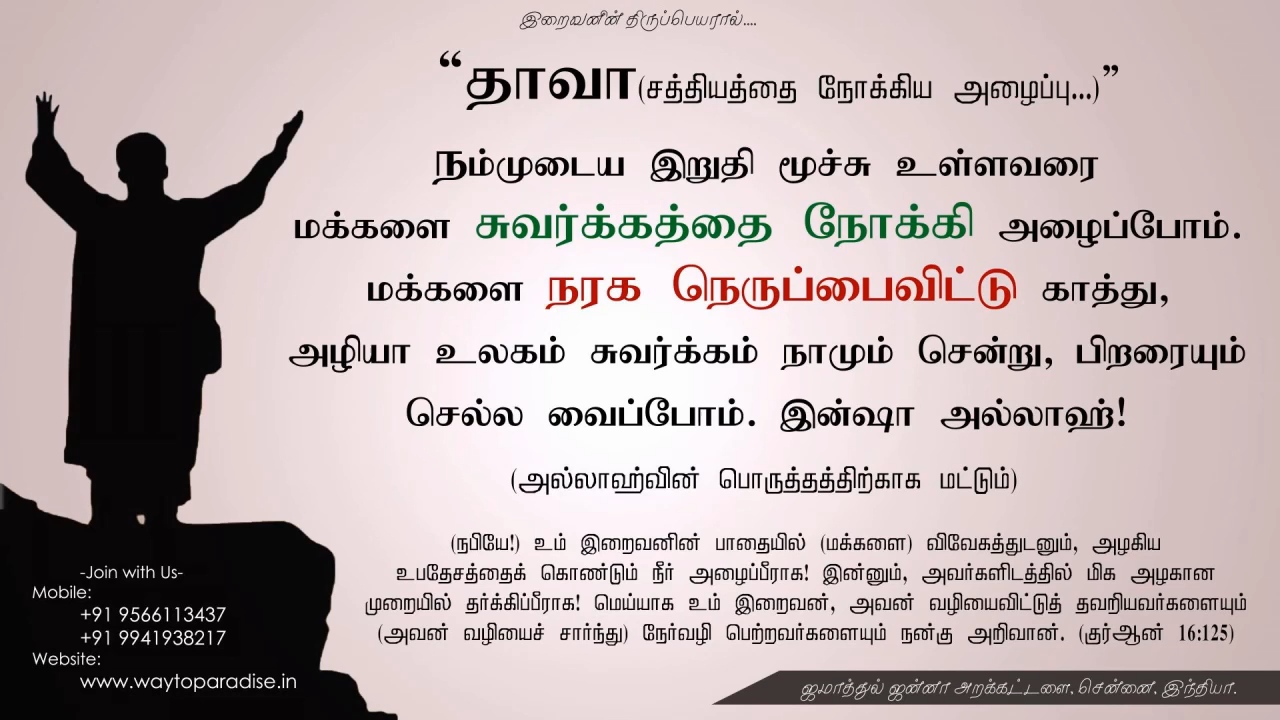 இறைவனின் திருப்பெயரால்....
“தாவா(சத்தியத்தை நோக்கிய அழைப்பு...)”
நம்முடைய இறுதி மூச்சு உள்ளவரை
மக்களை சுவர்க்கத்தை நோக்கி அழைப்போம்.
மக்களை நரக நெருப்பைவிட்டு காத்து,
அழியா உலகம் சுவர்க்கம் நாமும் சென்று, பிறரையும்
செல்ல வைப்போம். இன்ஷா அல்லாஹ்!
(அல்லாஹ்வின் பொருத்தத்திற்காக மட்டும்)
(நபியே!) உம் இறைவனின் பாதையில் (மக்களை) விவேகத்துடனும், அழகிய
உபதேசத்தைக் கொண்டும் நீர் அழைப்பீராக! இன்னும், அவர்களிடத்தில் மிக அழகான
முறையில் தர்க்கிப்பீராக! மெய்யாக உம் இறைவன், அவன் வழியைவிட்டுத் தவறியவர்களையும்
(அவன் வழியைச் சார்ந்து) நேர்வழி பெற்றவர்களையும் நன்கு அறிவான். (குர்ஆன் 16:125)
-Join with Us-
Mobile:
+91 9566113437
+91 9941938217
Website:
www.waytoparadise.in
ஜமாத்துல் ஜன்னா அறக்கட்டளை, சென்னை, இந்தியா.